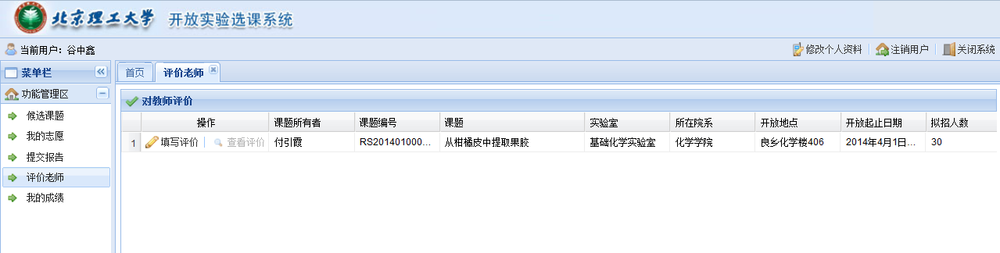 北京理工大学 开放实验选课系统
当前用户：谷中鑫 修改个人资料 注销用户 关闭系统
菜单栏 首页 评价老师
功能管理区 对教师评价
操作 课题所有者 课题编号 课题 实验室 所在院系 开放地点 开放起止日期 拟招人数
1 填写评价 查看评价 付引霞 RS201401000... 从柑橘皮中提取果胶 基础化学实验室 化学学院 良乡化学楼406 2014年4月1日... 30
候选课题
我的志愿
提交报告
评价老师
我的成绩